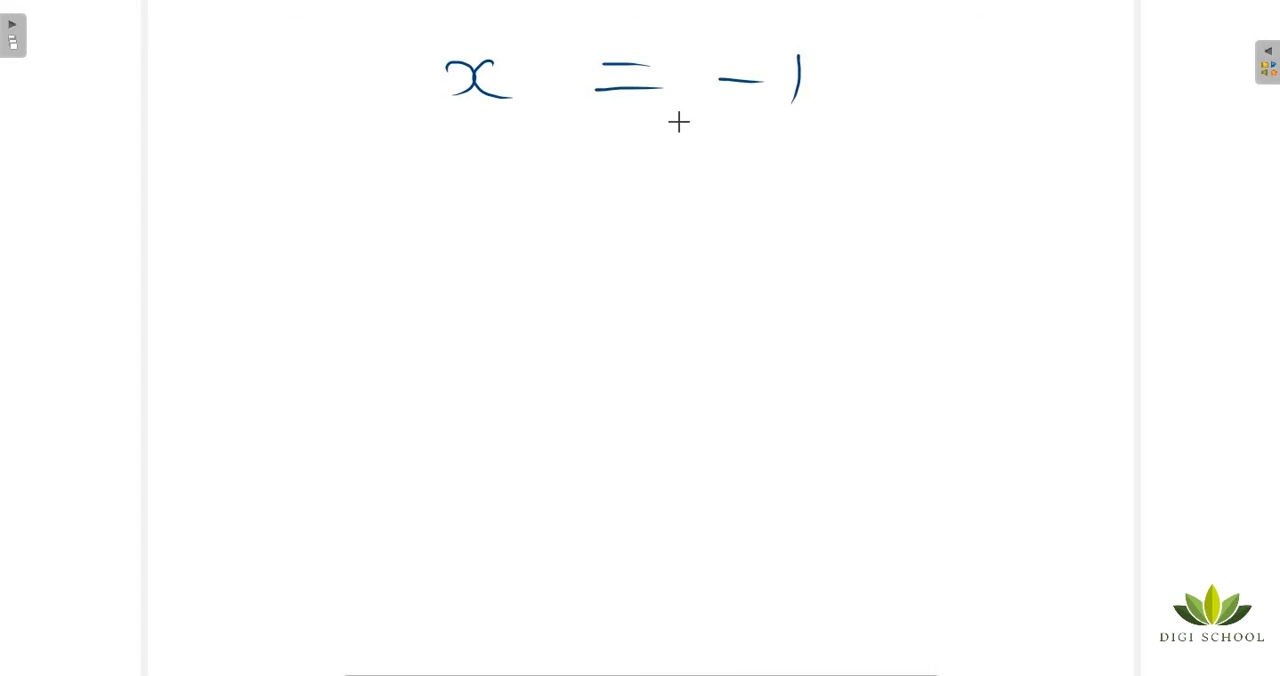 x = - 1
DIGI SCHOOL